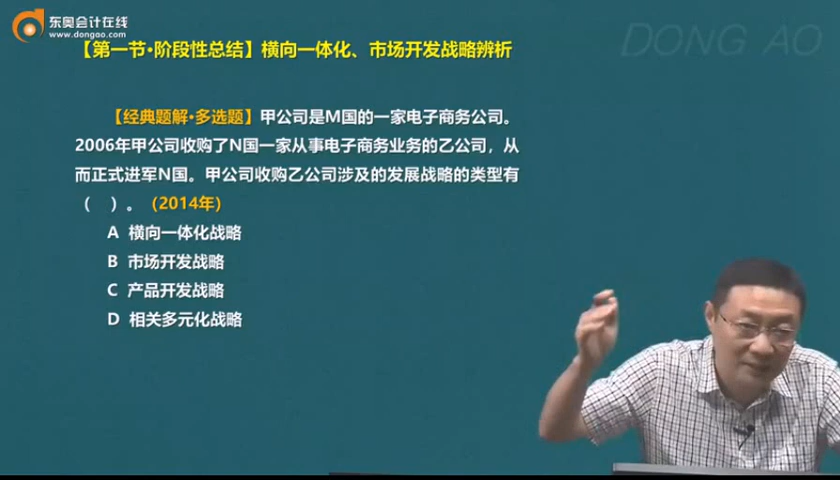 东奥会计在线
www.dongao.com
DONG AO
【第一节·阶段性总结】横向一体化、市场开发战略辨析
【经典题解·多选题】甲公司是M国的一家电子商务公司。
2006年甲公司收购了N国一家从事电子商务业务的乙公司，从
而正式进军N国。甲公司收购乙公司涉及的发展战略的类型有
（ ）。（2014年）
A 横向一体化战略
B 市场开发战略
C 产品开发战略
D 相关多元化战略